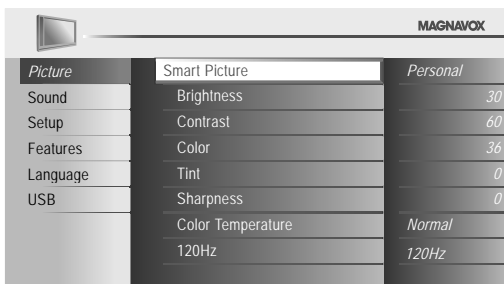 MAGNAVOX
Picture Smart Picture Personal
Sound Brightness 30
Setup Contrast 60
Features Color 36
Language Tint 0
USB Sharpness 0
Color Temperature Normal
120Hz 120Hz